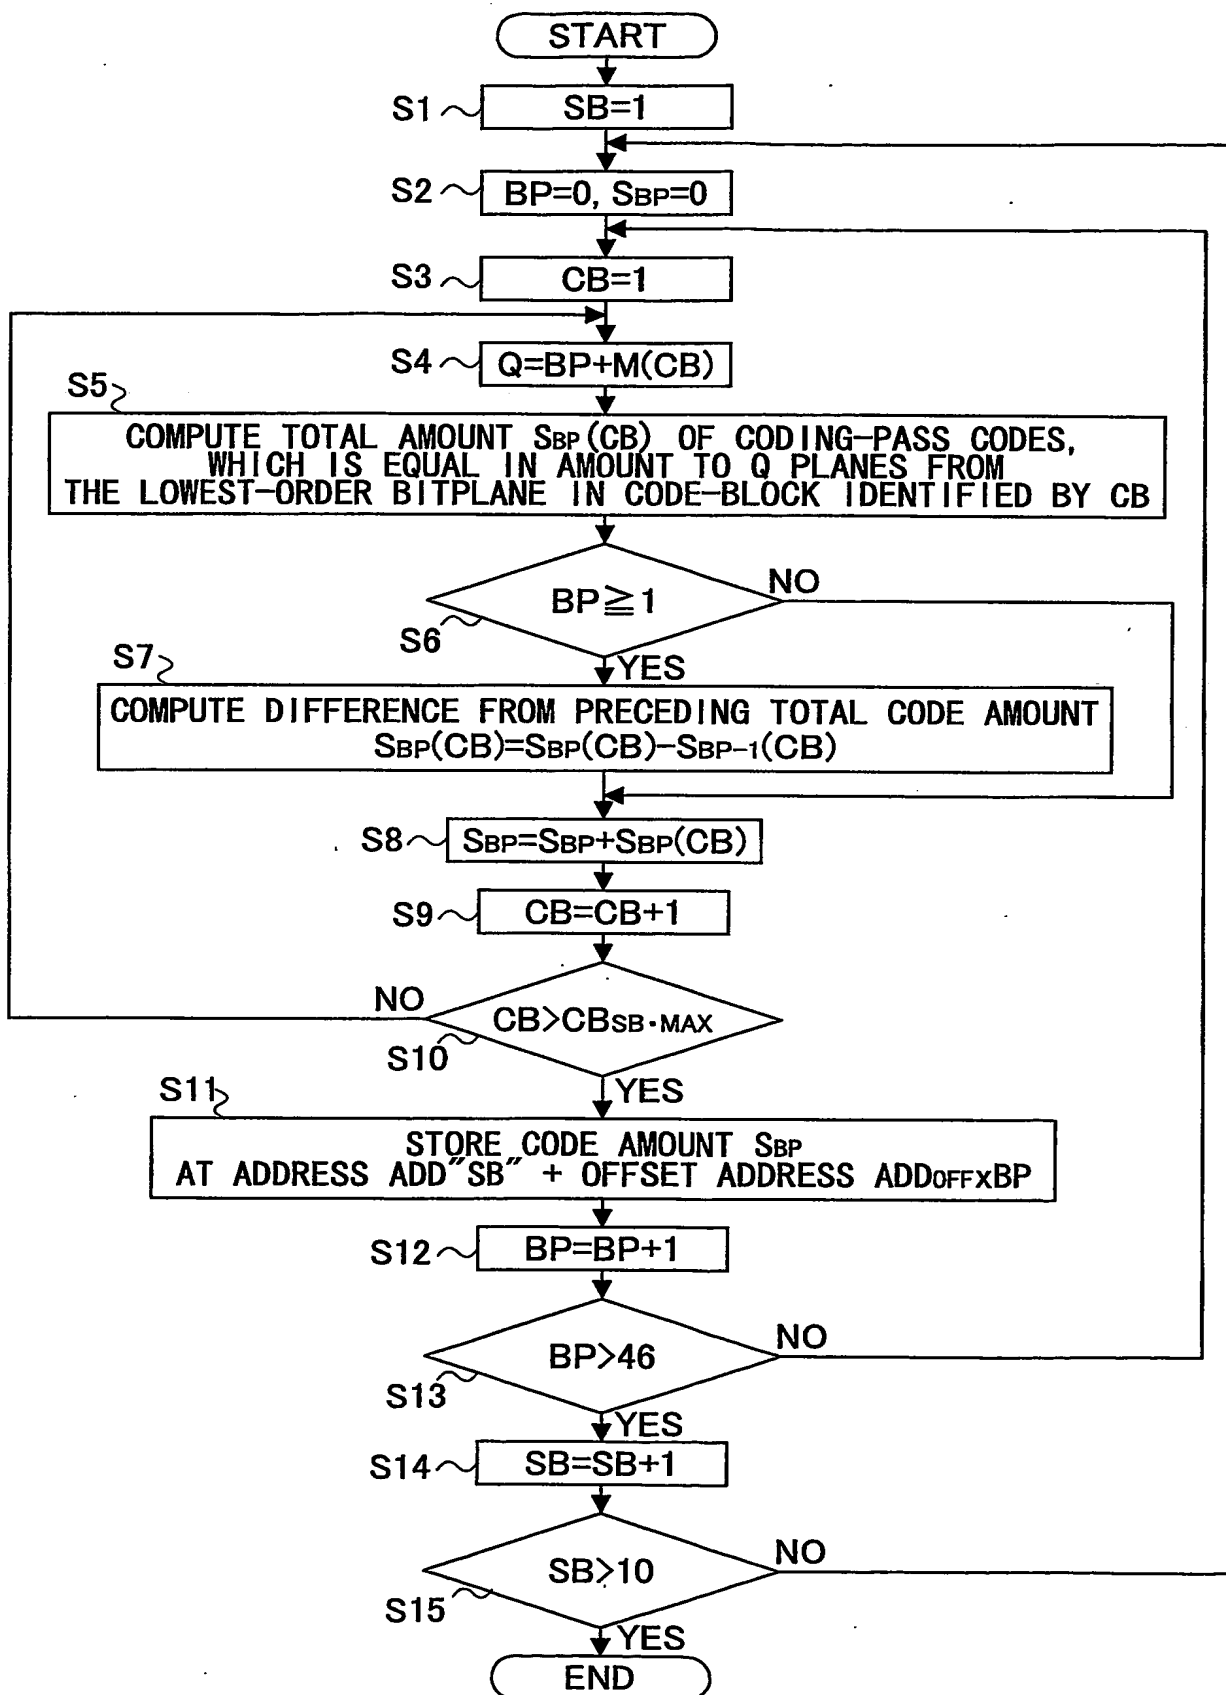 START
S1
SB=1
S2
BP=0, SBP=0
S3
CB=1
S4
Q=BP+M(CB)
S5
COMPUTE TOTAL AMOUNT SBP(CB) OF CODING-PASS CODES,
WHICH IS EQUAL IN AMOUNT TO Q PLANES FROM
THE LOWEST-ORDER BITPLANE IN CODE-BLOCK IDENTIFIED BY CB
BP≧1
NO
S6
YES
S7
COMPUTE DIFFERENCE FROM PRECEDING TOTAL CODE AMOUNT
SBP(CB)=SBP(CB)-SBP-1(CB)
S8
SBP=SBP+SBP(CB)
S9
CB=CB+1
NO
CB>CBSB·MAX
S10
YES
S11
STORE CODE AMOUNT SBP
AT ADDRESS ADD"SB" + OFFSET ADDRESS ADDOFFxBP
S12
BP=BP+1
BP>46
NO
S13
YES
S14
SB=SB+1
SB>10
NO
S15
YES
END